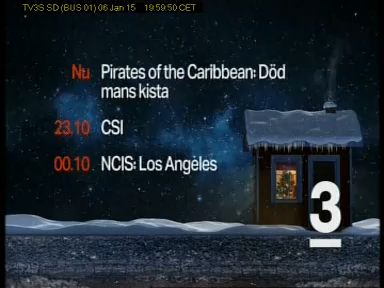 TV3S SD (BUS 01) 06 Jan 15 19:59:50 CET
Nu Pirates of the Caribbean: Död
mans kista
23.10 CSI
00.10 NCIS: Los Angeles
3